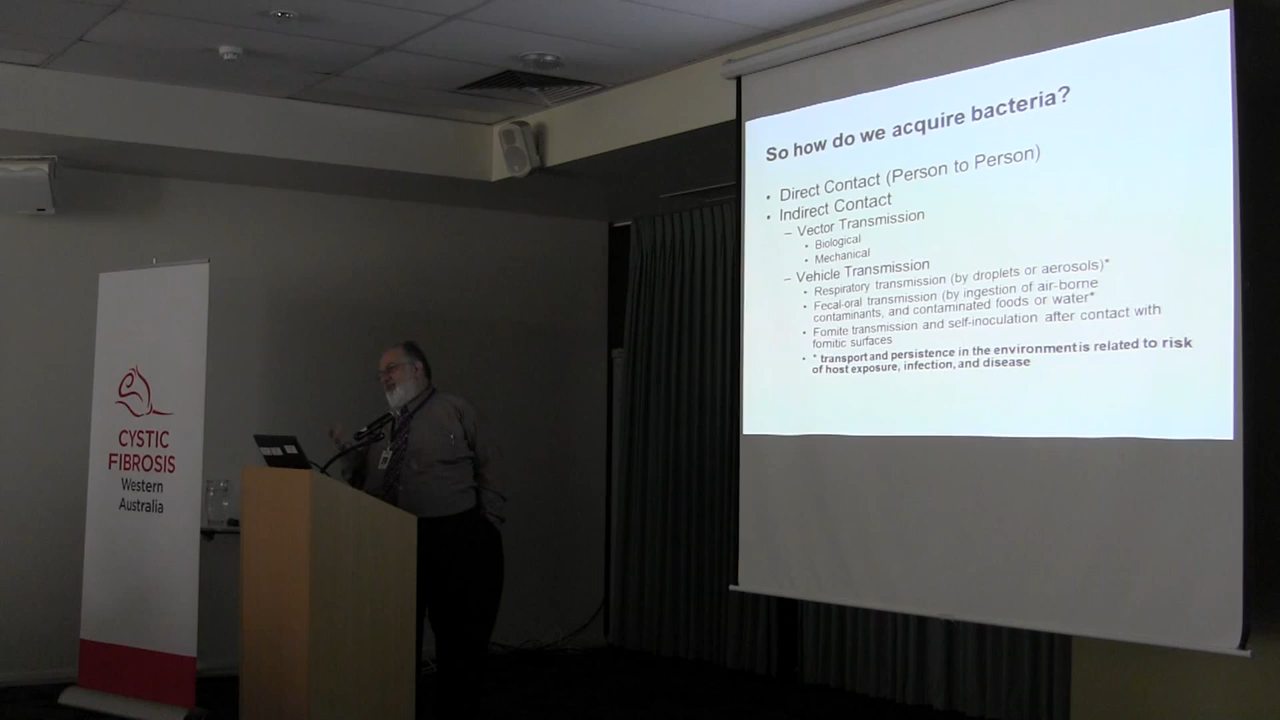 So how do we acquire bacteria?
• Direct Contact (Person to Person)
• Indirect Contact
– Vector Transmission
• Biological
• Mechanical
– Vehicle Transmission
• Respiratory transmission (by droplets or aerosols)*
• Fecal-oral transmission (by ingestion of air-borne
contaminants, and contaminated foods or water*
• Fomite transmission and self-inoculation after contact with
fomitic surfaces
• * transport and persistence in the environment is related to risk
of host exposure, infection, and disease
CYSTIC
FIBROSIS
Western
Australia